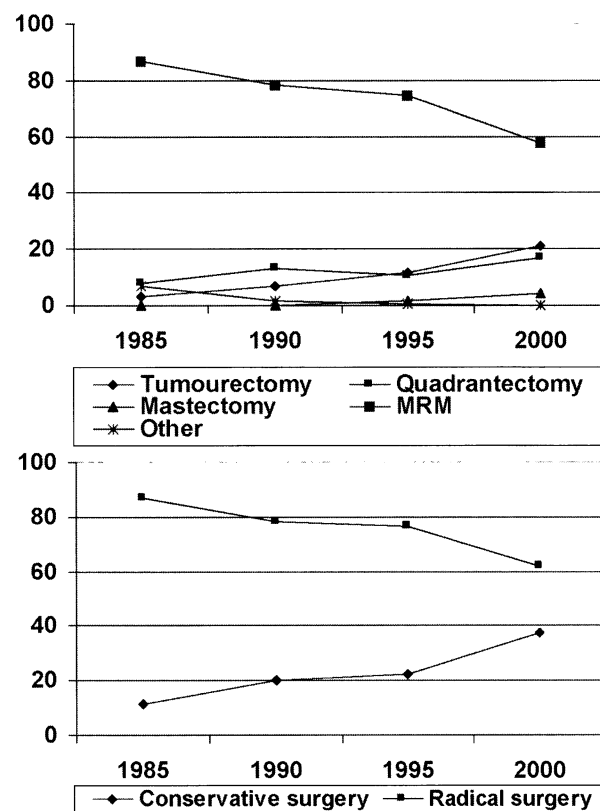 100
80
60
40
20
0
1985 1990 1995 2000
Tumourectomy Quadrantectomy
Mastectomy MRM
Other
100
80
60
40
20
0
1985 1990 1995 2000
Conservative surgery Radical surgery